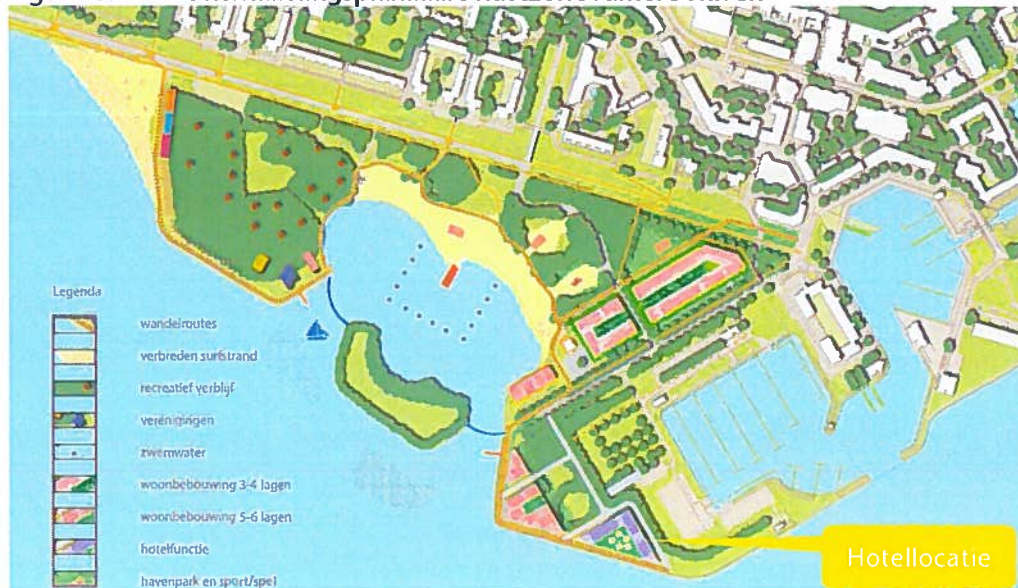 Legenda
wandelroutes
verbreden surfstrand
recreatief verblijf
verenigingen
zwemwater
woonbebouwing 3-4 lagen
woonbebouwing 5-6 lagen
hotelfunctie
havenpark en sport/spel
Hotellocatie